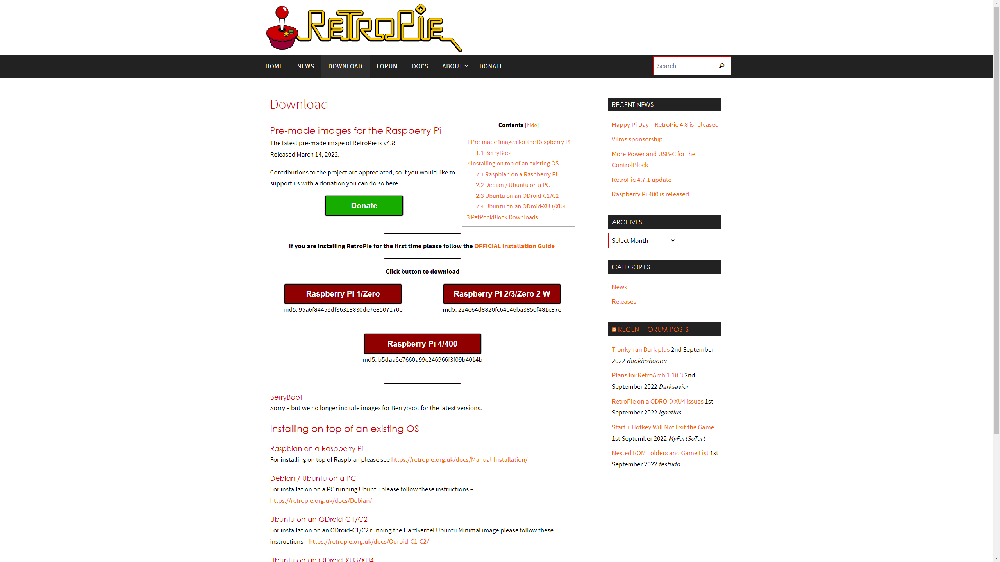 RetroPie
HOME
NEWS
DOWNLOAD
FORUM
DOCS
ABOUT
DONATE
Search
Download
Pre-made images for the Raspberry Pi
The latest pre-made image of RetroPie is v4.8
Released March 14, 2022.
Contributions to the project are appreciated, so if you would like to
support us with a donation you can do so here.
Donate
Contents [hide]
1 Pre-made images for the Raspberry Pi
1.1 BerryBoot
2 Installing on top of an existing OS
2.1 Raspbian on a Raspberry Pi
2.2 Debian / Ubuntu on a PC
2.3 Ubuntu on an ODroid-C1/C2
2.4 Ubuntu on an ODroid-XU3/XU4
3 PetRockBlock Downloads
If you are installing RetroPie for the first time please follow the OFFICIAL Installation Guide
Click button to download
Raspberry Pi 1/Zero
md5: 95a6f84453df36318830de7e8507170e
Raspberry Pi 2/3/Zero 2 W
md5: 224e64d8820fc64046ba3850f481c87e
Raspberry Pi 4/400
md5: b5daa6e7660a99c246966f3f09b4014b
BerryBoot
Sorry – but we no longer include images for Berryboot for the latest versions.
Installing on top of an existing OS
Raspbian on a Raspberry Pi
For installing on top of Raspbian please see https://retropie.org.uk/docs/Manual-Installation/
Debian / Ubuntu on a PC
For installation on a PC running Ubuntu please follow these instructions –
https://retropie.org.uk/docs/Debian/
Ubuntu on an ODroid-C1/C2
For installation on an ODroid-C1/C2 running the Hardkernel Ubuntu Minimal image please follow these
instructions – https://retropie.org.uk/docs/Odroid-C1-C2/
Ubuntu on an ODroid-XU3/XU4
RECENT NEWS
Happy Pi Day – RetroPie 4.8 is released
Vilros sponsorship
More Power and USB-C for the
ControlBlock
RetroPie 4.7.1 update
Raspberry Pi 400 is released
ARCHIVES
Select Month
CATEGORIES
News
Releases
RECENT FORUM POSTS
Tronkyfran Dark plus 2nd September
2022 dookieshooter
Plans for RetroArch 1.10.3 2nd
September 2022 Darksavior
RetroPie on a ODROID XU4 issues 1st
September 2022 ignatius
Start + Hotkey Will Not Exit the Game
1st September 2022 MyFartSoTart
Nested ROM Folders and Game List 1st
September 2022 testudo